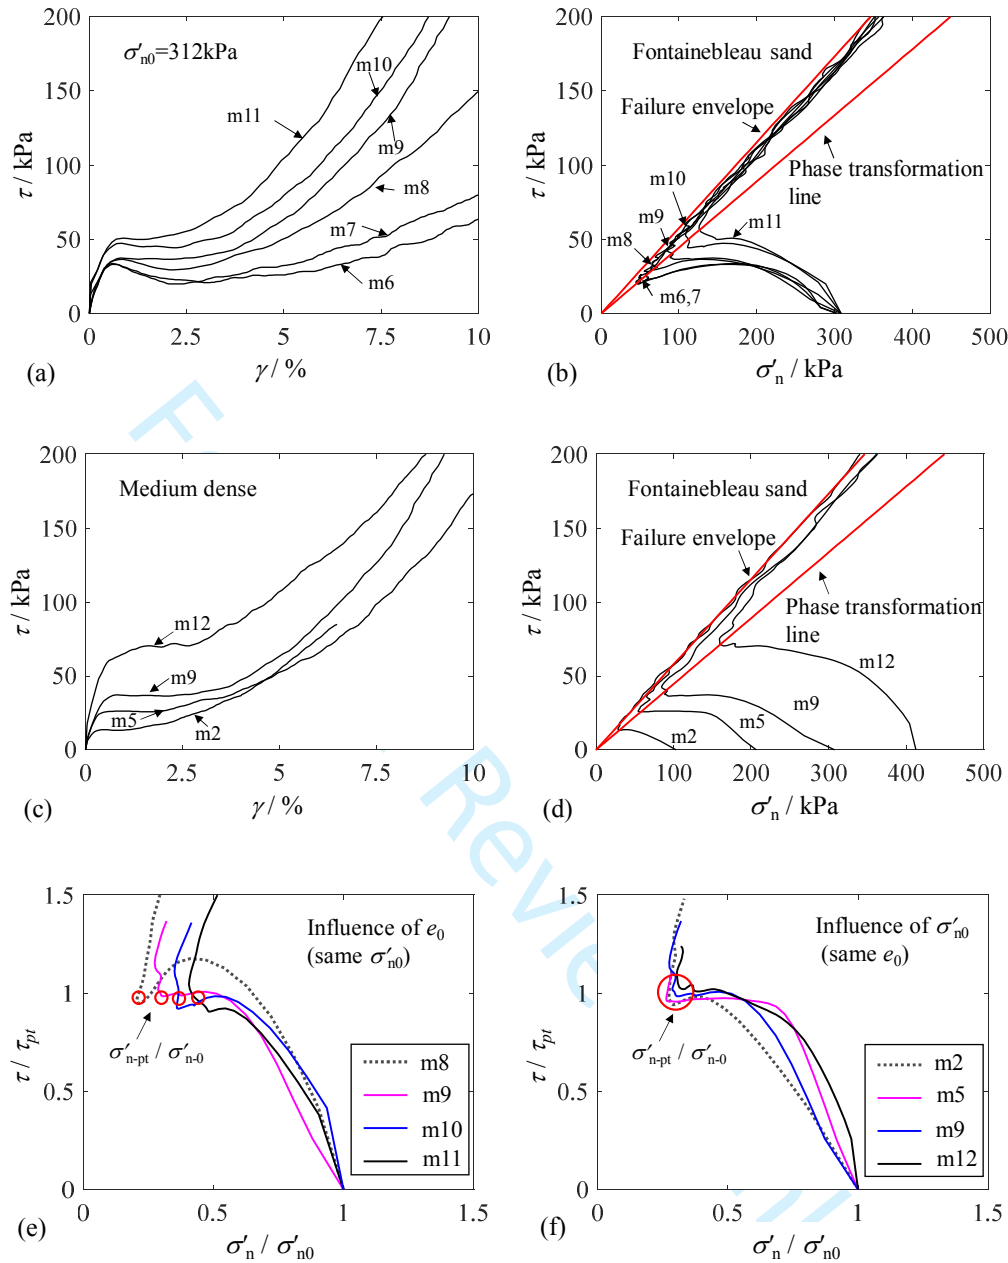 σ′n0=312kPa
m11
m10
m9
m8
m7
m6
τ / kPa
200
150
100
50
0
0
2.5
5
7.5
10
γ / %
(a)
Fontainebleau sand
Failure envelope
Phase transformation
line
m10
m9
m8
m11
m6,7
τ / kPa
200
150
100
50
0
0
100
200
300
400
500
σ′n / kPa
(b)
Medium dense
m12
m9
m5
m2
τ / kPa
200
150
100
50
0
0
2.5
5
7.5
10
γ / %
(c)
Fontainebleau sand
Failure envelope
Phase transformation
line
m12
m9
m5
m2
τ / kPa
200
150
100
50
0
0
100
200
300
400
500
σ′n / kPa
(d)
Influence of e0
(same σ′n0)
σ′n-pt / σ′n-0
m8
m9
m10
m11
τ / τpt
1.5
1
0.5
0
0
0.5
1
1.5
σ′n / σ′n0
(e)
Influence of σ′n0
(same e0)
σ′n-pt / σ′n-0
m2
m5
m9
m12
τ / τpt
1.5
1
0.5
0
0
0.5
1
1.5
σ′n / σ′n0
(f)
Revie